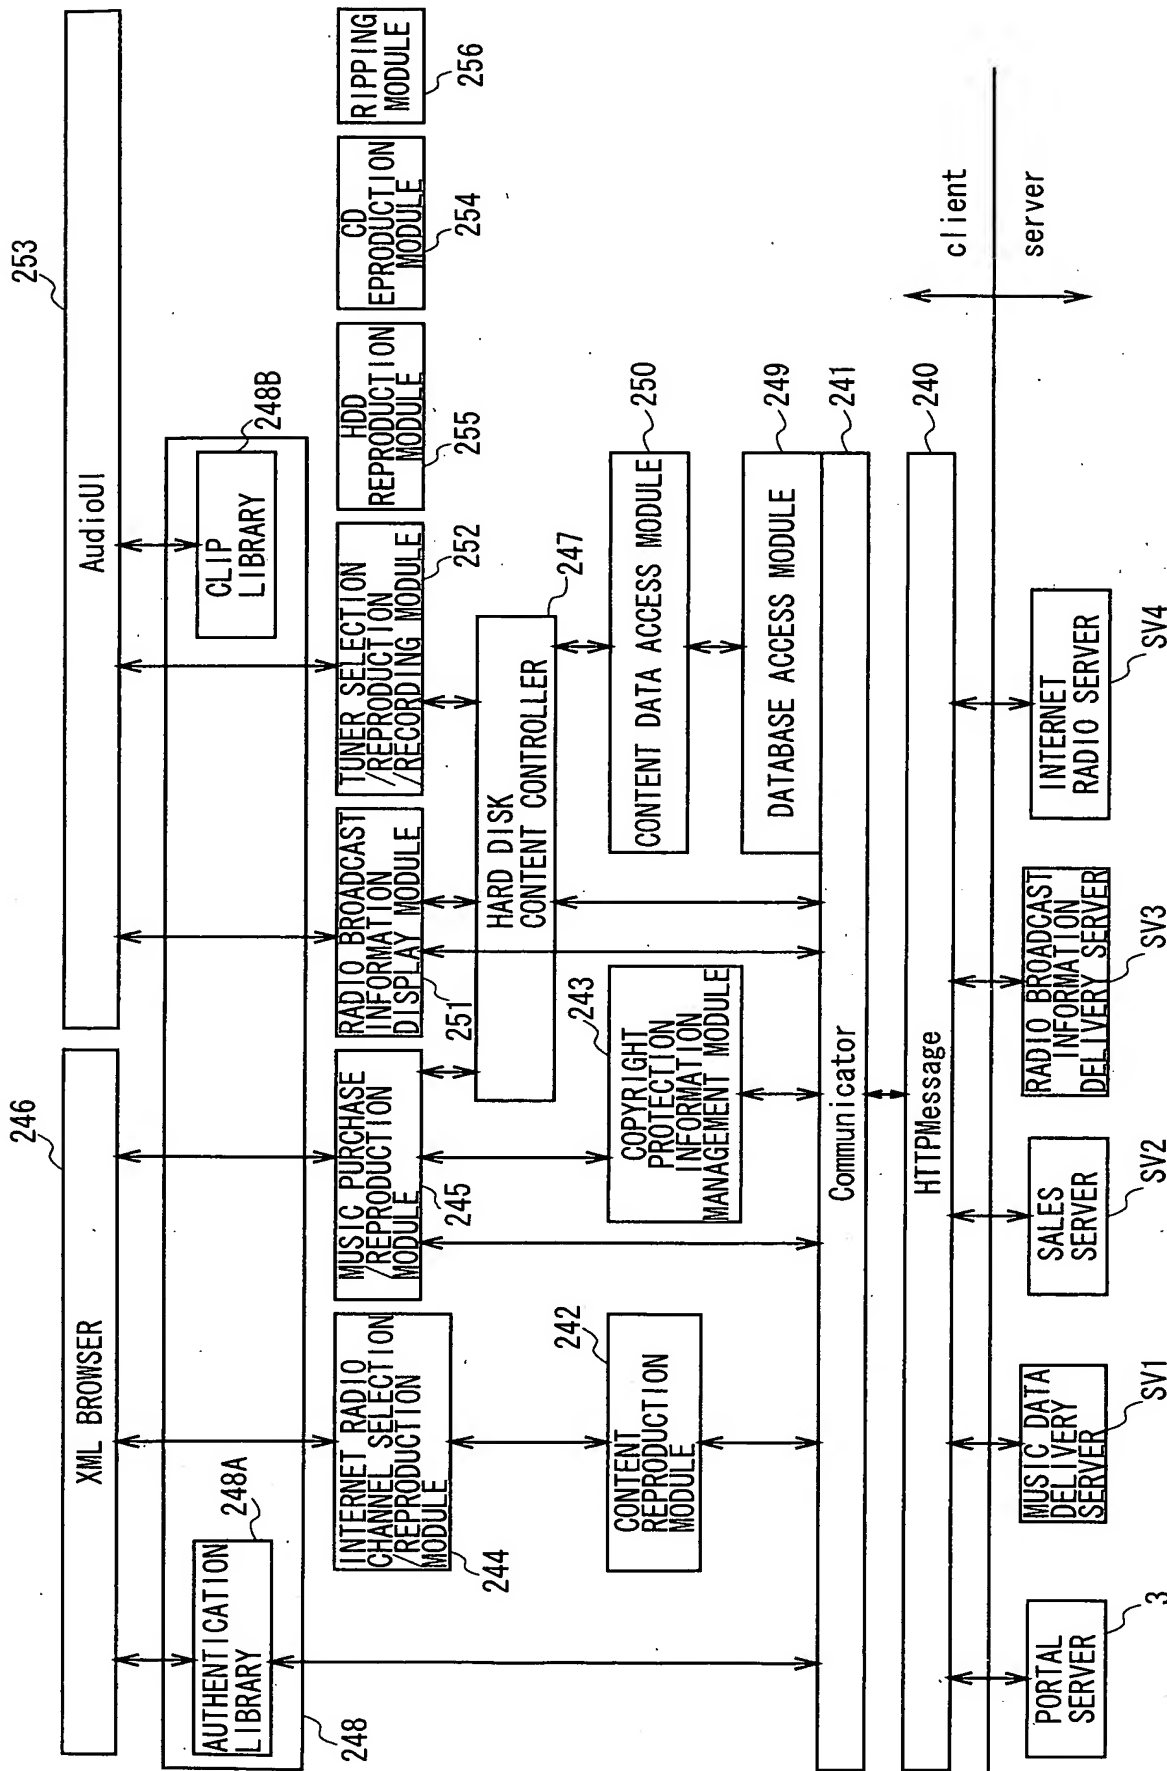 246
XML BROWSER
253
AudioUI
AUTHENTICATION
LIBRARY
248A
248
CLIP
LIBRARY
248B
INTERNET RADIO
CHANNEL SELECTION
/REPRODUCTION
/MODULE
244
MUSIC PURCHASE
/REPRODUCTION
/MODULE
245
RADIO BROADCAST
INFORMATION
DISPLAY MODULE
251
TUNER SELECTION
/REPRODUCTION
/RECORDING MODULE
252
HDD
REPRODUCTION
MODULE
255
CD
EPRODUCTION
MODULE
254
RIPPING
MODULE
256
HARD DISK
CONTENT CONTROLLER
247
CONTENT
REPRODUCTION
MODULE
242
COPYRIGHT
PROTECTION
INFORMATION
MANAGEMENT MODULE
243
CONTENT DATA ACCESS MODULE
250
DATABASE ACCESS MODULE
249
Communicator
241
HTTPMessage
240
client
server
PORTAL
SERVER
3
MUSIC DATA
DELIVERY
SERVER
SV1
SALES
SERVER
SV2
RADIO BROADCAST
INFORMATION
DELIVERY SERVER
SV3
INTERNET
RADIO SERVER
SV4